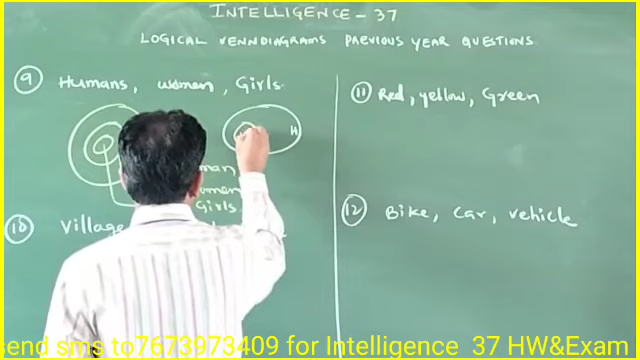 INTELLIGENCE - 37
LOGICAL VENNDIAGRAMS PREVIOUS YEAR QUESTIONS
9 Humans, women, Girls.
H
man
women
Girls
10 Village
11 Red, yellow, Green
12 Bike, Car, vehicle
send sms to7673973409 for Intelligence 37 HW&Exam